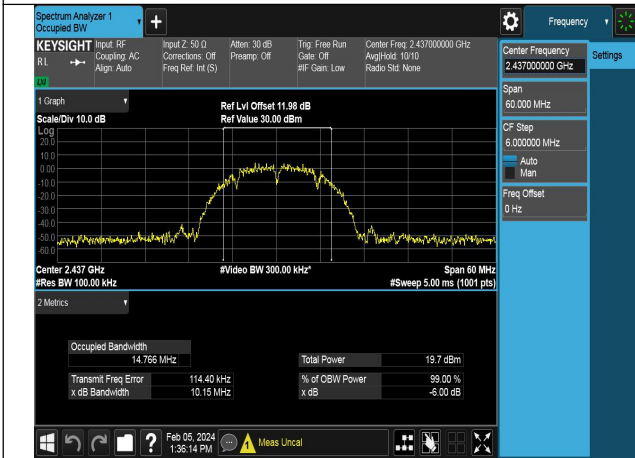 Spectrum Analyzer 1
Occupied BW
+
Frequency
KEYSIGHT
Input: RF
Input Z: 50 Ω
Atten: 30 dB
Trig: Free Run
Center Freq: 2.437000000 GHz
R L
Coupling: AC
Corrections: Off
Preamp: Off
Gate: Off
Avg|Hold: 10/10
Align: Auto
Freq Ref: Int (S)
#IF Gain: Low
Radio Std: None
Center Frequency
2.437000000 GHz
Settings
Span
60.000 MHz
CF Step
6.000000 MHz
Auto
Man
Freq Offset
0 Hz
1 Graph
Ref Lvl Offset 11.98 dB
Scale/Div 10.0 dB
Ref Value 30.00 dBm
Log
20.0
10.0
0.00
-10.0
-20.0
-30.0
-40.0
-50.0
-60.0
Center 2.437 GHz
#Video BW 300.00 kHz*
Span 60 MHz
#Res BW 100.00 kHz
#Sweep 5.00 ms (1001 pts)
2 Metrics
Occupied Bandwidth
14.766 MHz
Total Power
19.7 dBm
Transmit Freq Error
114.40 kHz
% of OBW Power
99.00 %
x dB Bandwidth
10.15 MHz
x dB
-6.00 dB
?
Feb 05, 2024
1:36:14 PM
Meas Uncal